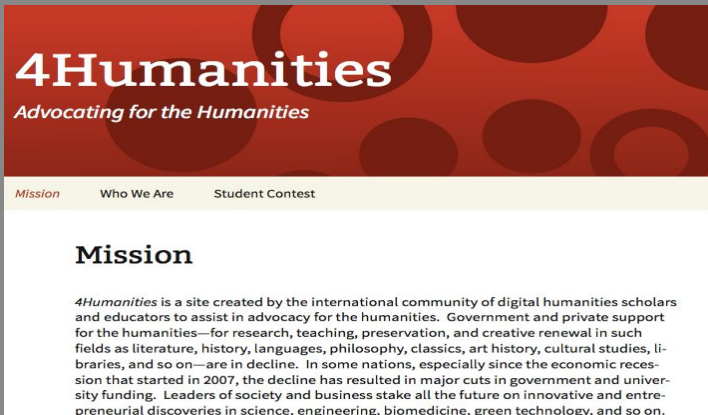 4Humanities
Advocating for the Humanities
Mission Who We Are Student Contest
Mission
4Humanities is a site created by the international community of digital humanities scholars
and educators to assist in advocacy for the humanities. Government and private support
for the humanities—for research, teaching, preservation, and creative renewal in such
fields as literature, history, languages, philosophy, classics, art history, cultural studies, li-
braries, and so on—are in decline. In some nations, especially since the economic reces-
sion that started in 2007, the decline has resulted in major cuts in government and univer-
sity funding. Leaders of society and business stake all the future on innovative and entre-
preneurial discoveries in science, engineering, biomedicine, green technology, and so on.